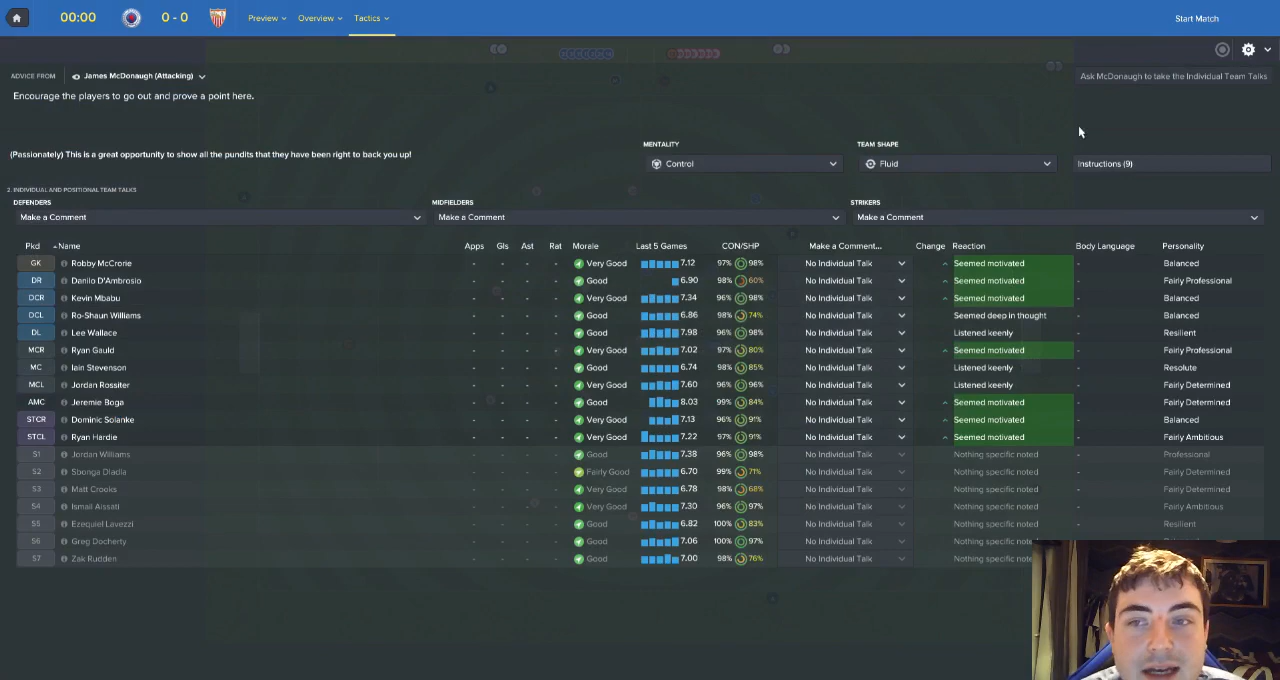 00:00 0 - 0 Preview Overview Tactics Start Match
ADVICE FROM James McDonaugh (Attacking) Ask McDonaugh to take the Individual Team Talks
Encourage the players to go out and prove a point here.
MENTALITY TEAM SHAPE
(Passionately) This is a great opportunity to show all the pundits that they have been right to back you up!
Control Fluid Instructions (9)
2. INDIVIDUAL AND POSITIONAL TEAM TALKS
DEFENDERS MIDFIELDERS STRIKERS
Make a Comment Make a Comment Make a Comment
Pkd Name Apps Gls Ast Rat Morale Last 5 Games CON/SHP Make a Comment... Change Reaction Body Language Personality
GK Robby McCrorie - - - - Very Good 7.12 97% 98% No Individual Talk Seemed motivated - Balanced
DR Danilo D'Ambrosio - - - - Good 6.90 98% 60% No Individual Talk Seemed motivated - Fairly Professional
DCR Kevin Mbabu - - - - Very Good 7.34 96% 98% No Individual Talk Seemed motivated - Balanced
DCL Ro-Shaun Williams - - - - Good 6.86 98% 74% No Individual Talk Seemed deep in thought - Balanced
DL Lee Wallace - - - - Good 7.98 96% 98% No Individual Talk Listened keenly - Resilient
MCR Ryan Gauld - - - - Very Good 7.02 97% 80% No Individual Talk Seemed motivated - Fairly Professional
MC Iain Stevenson - - - - Good 6.74 98% 85% No Individual Talk Listened keenly - Resolute
MCL Jordan Rossiter - - - - Very Good 7.60 96% 96% No Individual Talk Listened keenly - Fairly Determined
AMC Jeremie Boga - - - - Good 8.03 99% 84% No Individual Talk Seemed motivated - Fairly Determined
STCR Dominic Solanke - - - - Very Good 7.13 96% 91% No Individual Talk Seemed motivated - Balanced
STCL Ryan Hardie - - - - Very Good 7.22 97% 91% No Individual Talk Seemed motivated - Fairly Ambitious
S1 Jordan Williams - - - - Good 7.38 96% 98% No Individual Talk Nothing specific noted - Professional
S2 Sbonga Dladla - - - - Fairly Good 6.70 99% 71% No Individual Talk Nothing specific noted - Fairly Determined
S3 Matt Crooks - - - - Very Good 6.78 98% 68% No Individual Talk Nothing specific noted - Fairly Determined
S4 Ismail Aissati - - - - Very Good 7.30 96% 97% No Individual Talk Nothing specific noted - Fairly Ambitious
S5 Ezequiel Lavezzi - - - - Good 6.82 100% 83% No Individual Talk Nothing specific noted - Resilient
S6 Greg Docherty - - - - Good 7.06 100% 97% No Individual Talk Nothing specific noted -
S7 Zak Rudden - - - - Good 7.00 98% 76% No Individual Talk Nothing specific